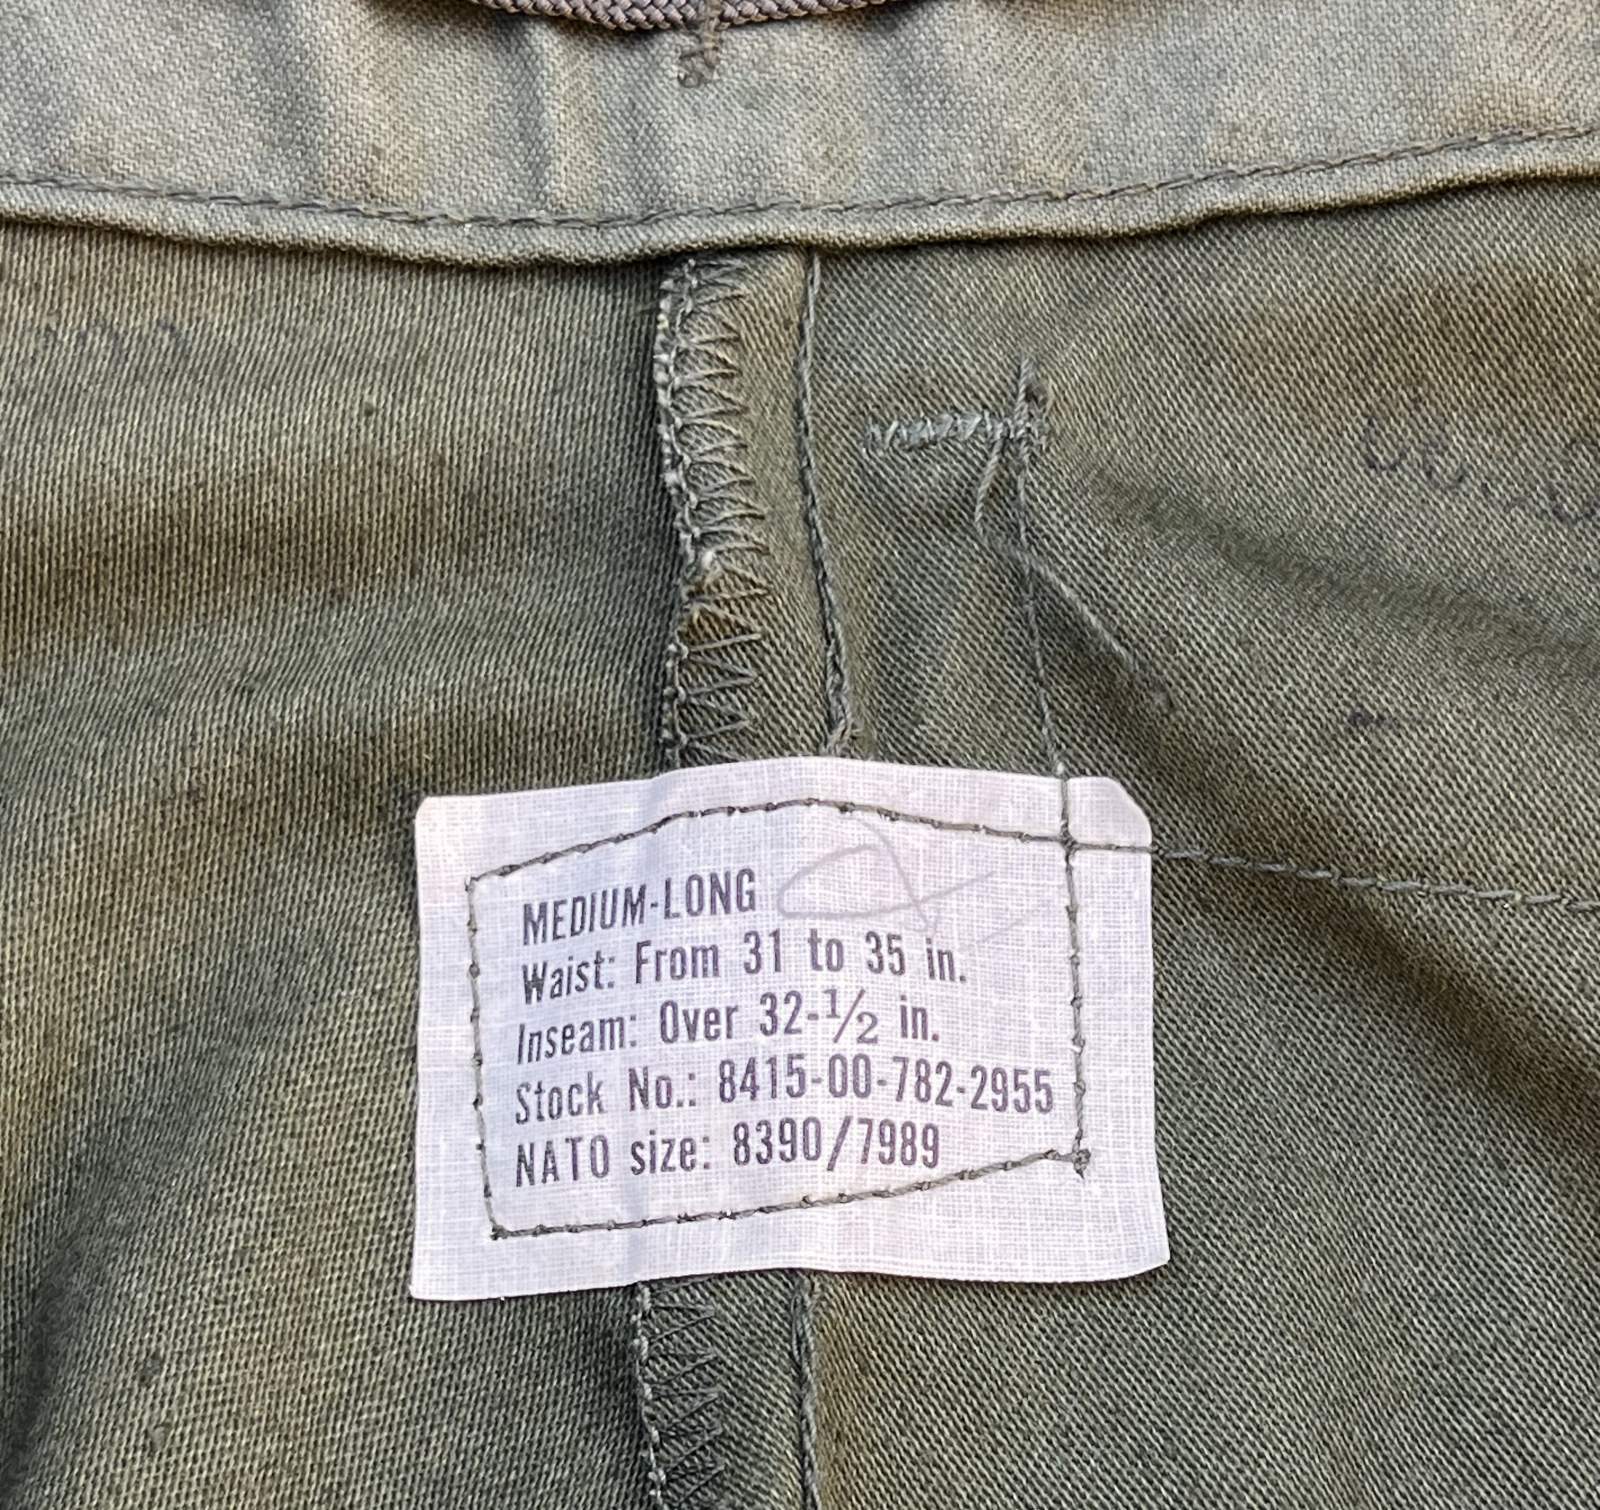 MEDIUM-LONG
Waist: From 31 to 35 in.
Inseam: Over 32-½ in.
Stock No.: 8415-00-782-2955
NATO size: 8390/7989